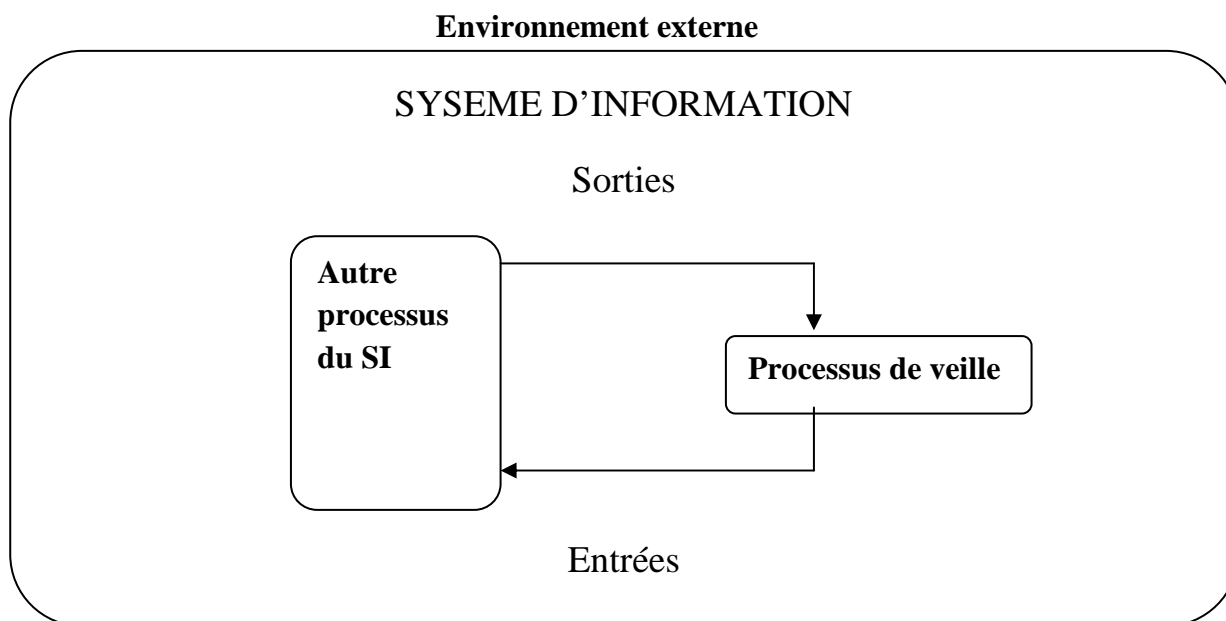 Environnement externe
SYSEME D’INFORMATION
Sorties
Autre
processus
du SI
Processus de veille
Entrées